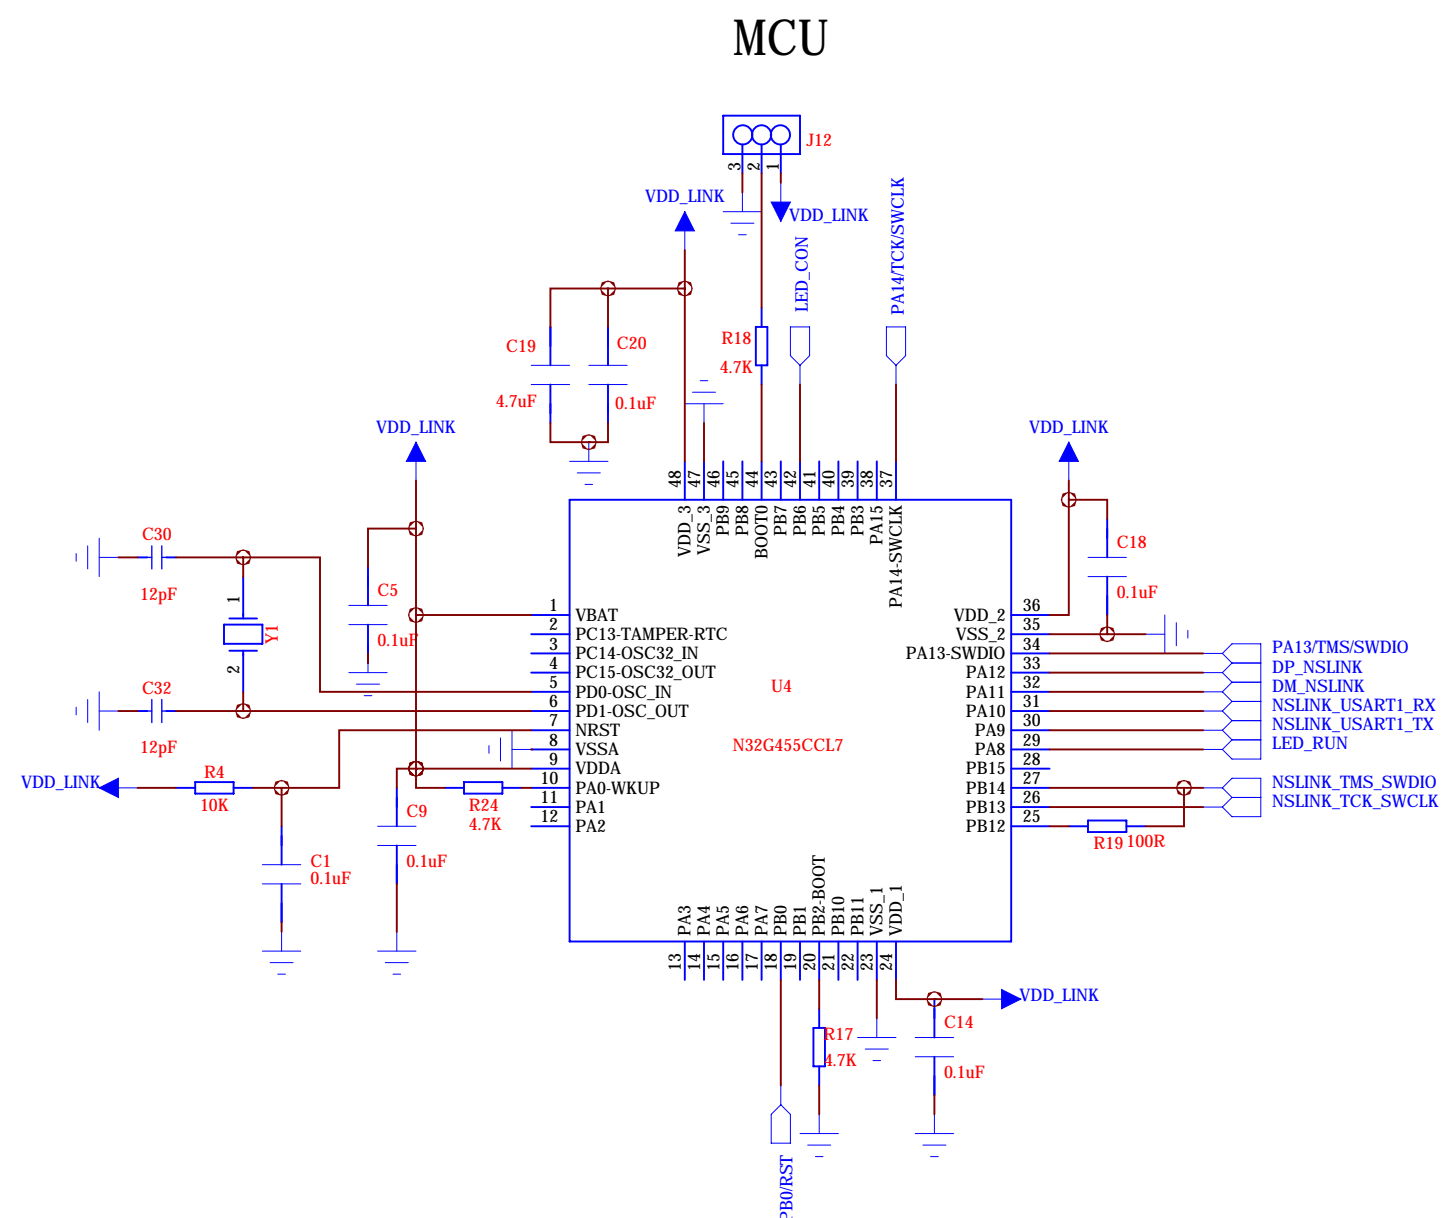 MCU
J12
3
2
1
VDD_LINK
VDD_LINK
LED_CON
PA14/TCK/SWCLK
C19
4.7uF
C20
0.1uF
R18
4.7K
VDD_LINK
VDD_LINK
48
47
46
45
44
43
42
41
40
39
38
37
VDD_3
VSS_3
PB9
PB8
BOOT0
PB7
PB6
PB5
PB4
PB3
PA15
PA14-SWCLK
C30
12pF
Y1
1
2
C32
12pF
C5
0.1uF
C18
0.1uF
1 VBAT
2 PC13-TAMPER-RTC
3 PC14-OSC32_IN
4 PC15-OSC32_OUT
5 PD0-OSC_IN
6 PD1-OSC_OUT
7 NRST
8 VSSA
9 VDDA
10 PA0-WKUP
11 PA1
12 PA2
U4
N32G455CCL7
VDD_2 36
VSS_2 35
PA13-SWDIO 34 PA13/TMS/SWDIO
PA12 33 DP_NSLINK
PA11 32 DM_NSLINK
PA10 31 NSLINK_USART1_RX
PA9 30 NSLINK_USART1_TX
PA8 29 LED_RUN
PB15 28
PB14 27 NSLINK_TMS_SWDIO
PB13 26 NSLINK_TCK_SWCLK
PB12 25
R19 100R
VDD_LINK
R4
10K
R24
4.7K
C9
0.1uF
C1
0.1uF
PA3
PA4
PA5
PA6
PA7
PB0
PB1
PB2-BOOT
PB10
PB11
VSS_1
VDD_1
13
14
15
16
17
18
19
20
21
22
23
24
VDD_LINK
R17
4.7K
C14
0.1uF
PB0/RST